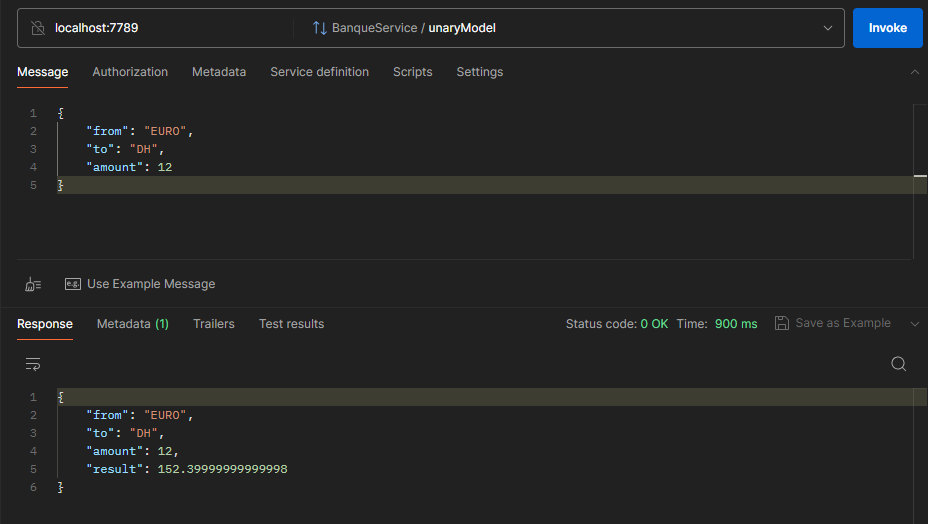 localhost:7789 BanqueService / unaryModel Invoke
Message Authorization Metadata Service definition Scripts Settings
1 {
2 "from": "EURO",
3 "to": "DH",
4 "amount": 12
5 }
e.g. Use Example Message
Response Metadata (1) Trailers Test results Status code: 0 OK Time: 900 ms Save as Example
1 {
2 "from": "EURO",
3 "to": "DH",
4 "amount": 12,
5 "result": 152.39999999999998
6 }